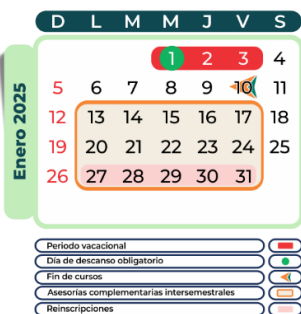 D L M M J V S
Enero 2025
1 2 3 4
5 6 7 8 9 10 11
12 13 14 15 16 17 18
19 20 21 22 23 24 25
26 27 28 29 30 31
Periodo vacacional
Día de descanso obligatorio
Fin de cursos
Asesorías complementarias intersemestrales
Reinscripciones